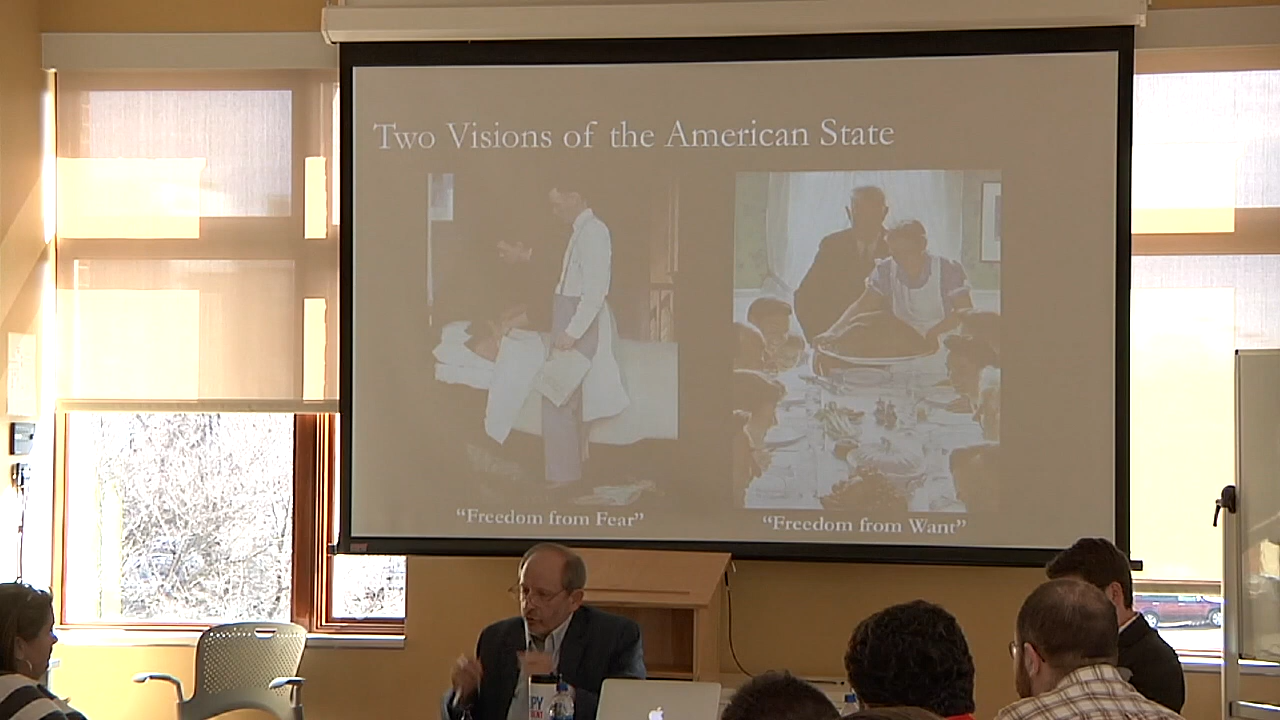 Two Visions of the American State
“Freedom from Fear”
“Freedom from Want”